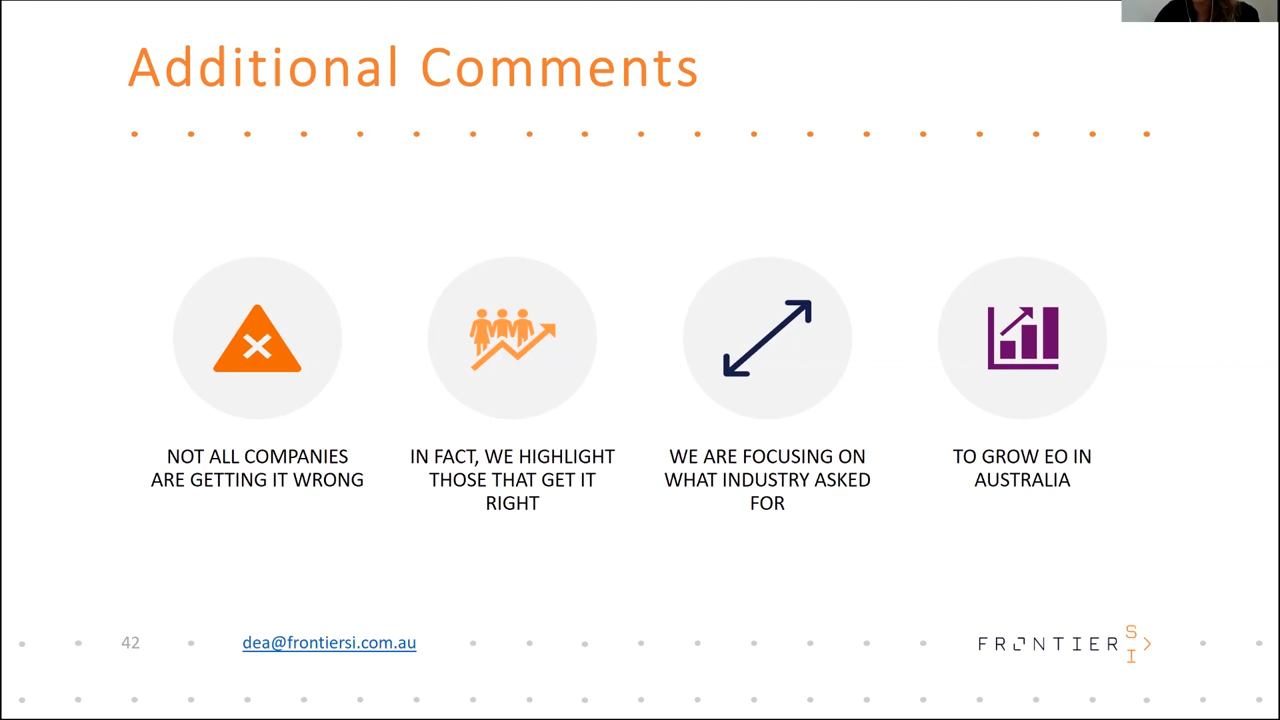 Additional Comments
NOT ALL COMPANIES
ARE GETTING IT WRONG
IN FACT, WE HIGHLIGHT
THOSE THAT GET IT
RIGHT
WE ARE FOCUSING ON
WHAT INDUSTRY ASKED
FOR
TO GROW EO IN
AUSTRALIA
42
dea@frontiersi.com.au
FRONTIER SI